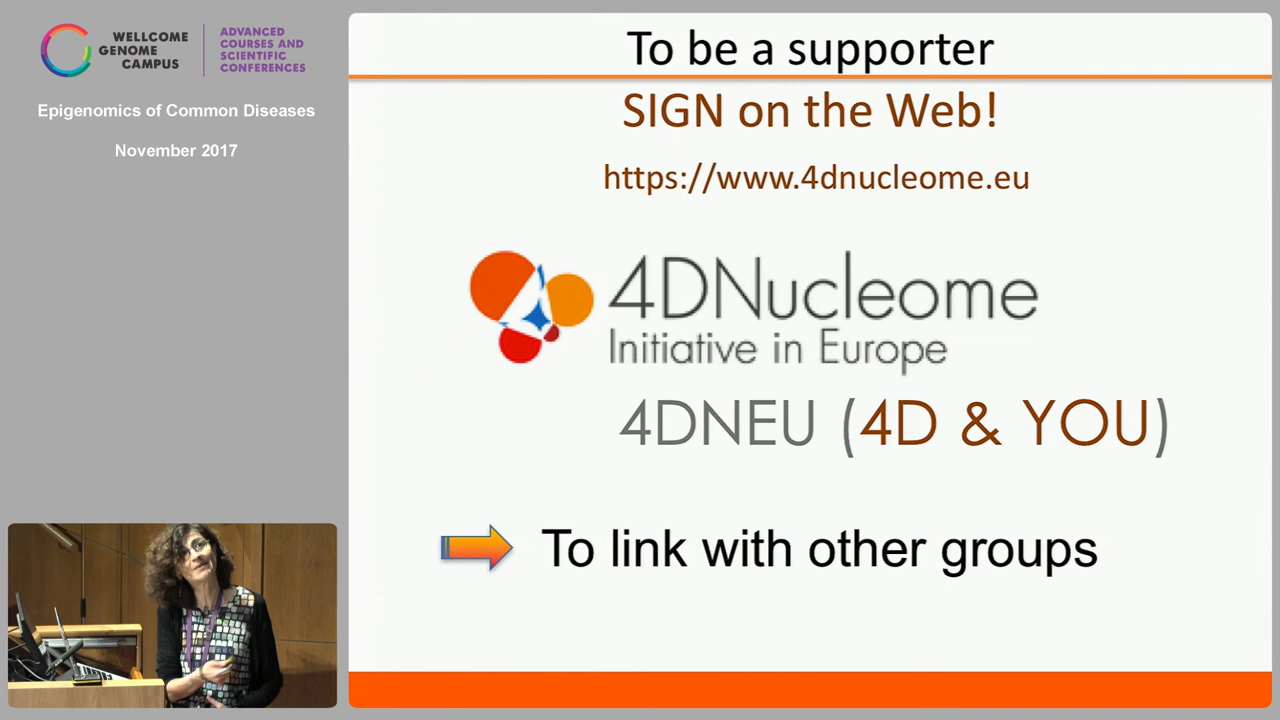 WELLCOME
GENOME
CAMPUS
ADVANCED
COURSES AND
SCIENTIFIC
CONFERENCES
Epigenomics of Common Diseases
November 2017
To be a supporter
SIGN on the Web!
https://www.4dnucleome.eu
4DNucleome
Initiative in Europe
4DNEU (4D & YOU)
To link with other groups